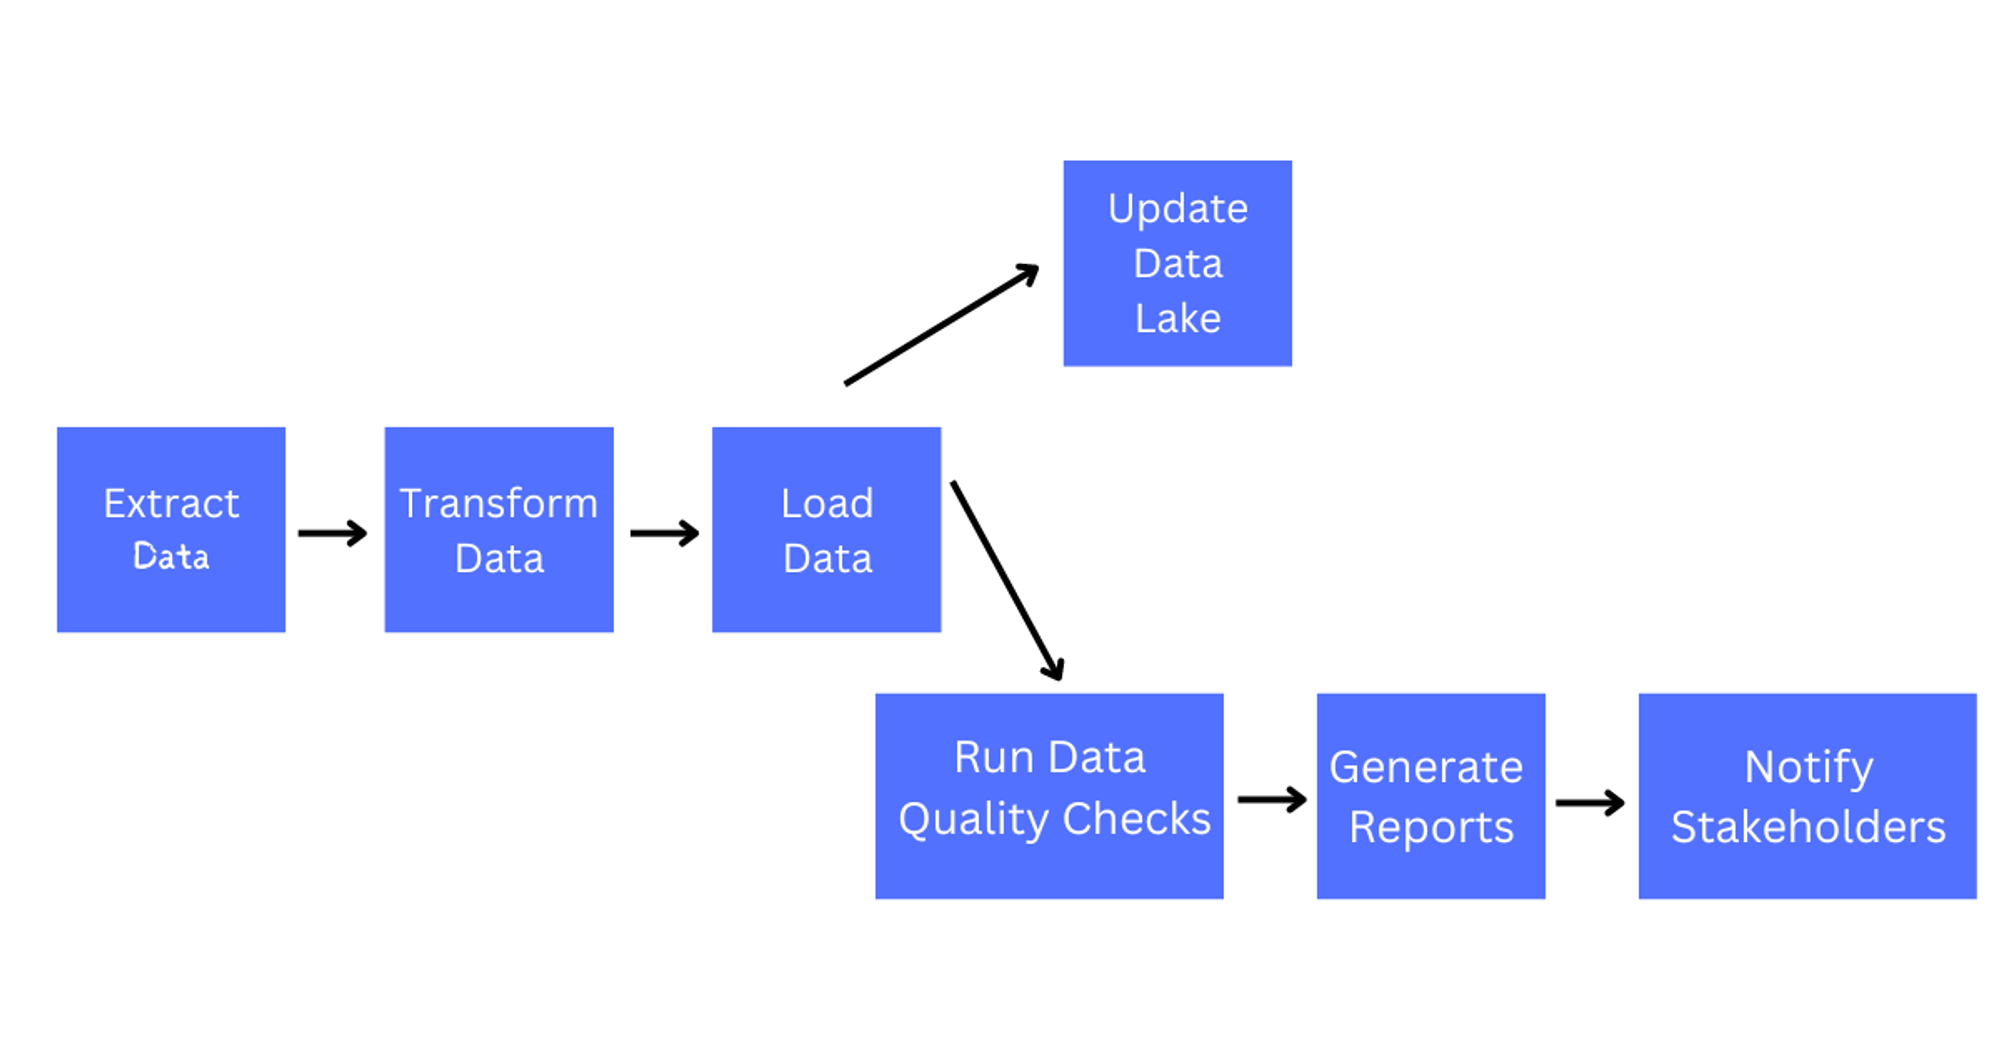 Update
Data
Lake
Extract
Data
Transform
Data
Load
Data
Run Data
Quality Checks
Generate
Reports
Notify
Stakeholders